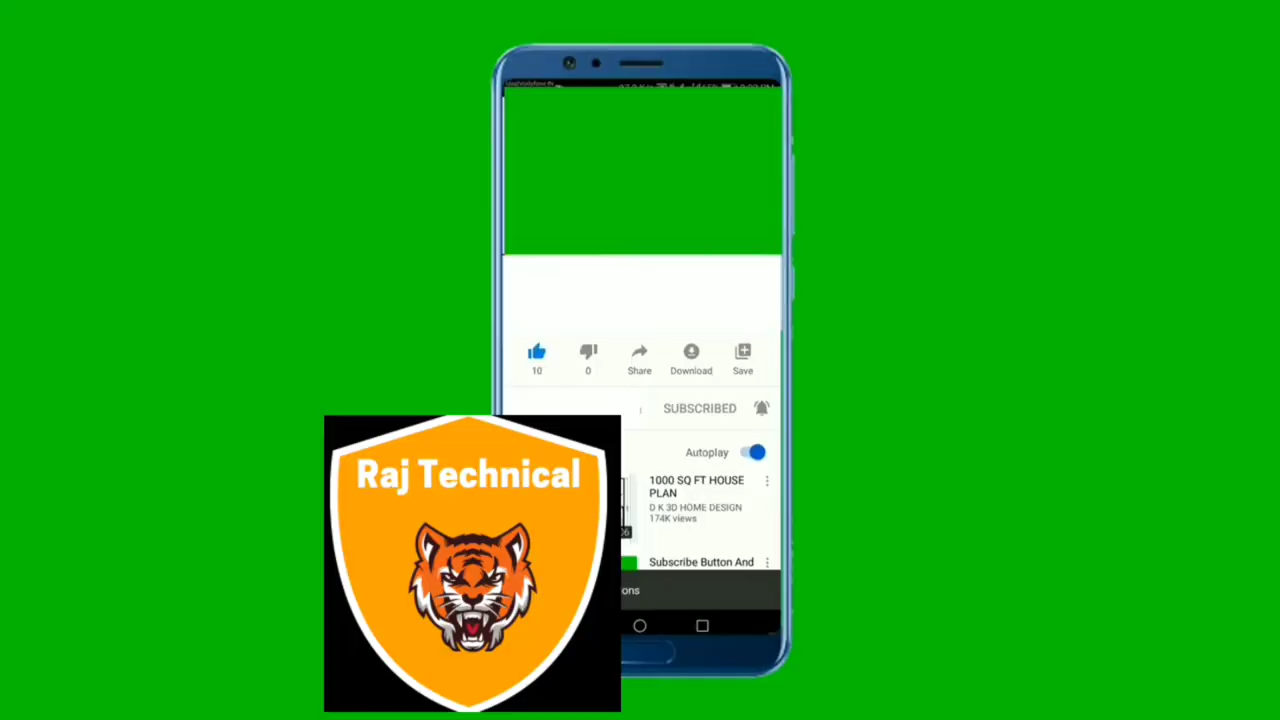 10
0
Share
Download
Save
SUBSCRIBED
Autoplay
Raj Technical
1000 SQ FT HOUSE
PLAN
D K 3D HOME DESIGN
174K views
Subscribe Button And
ons